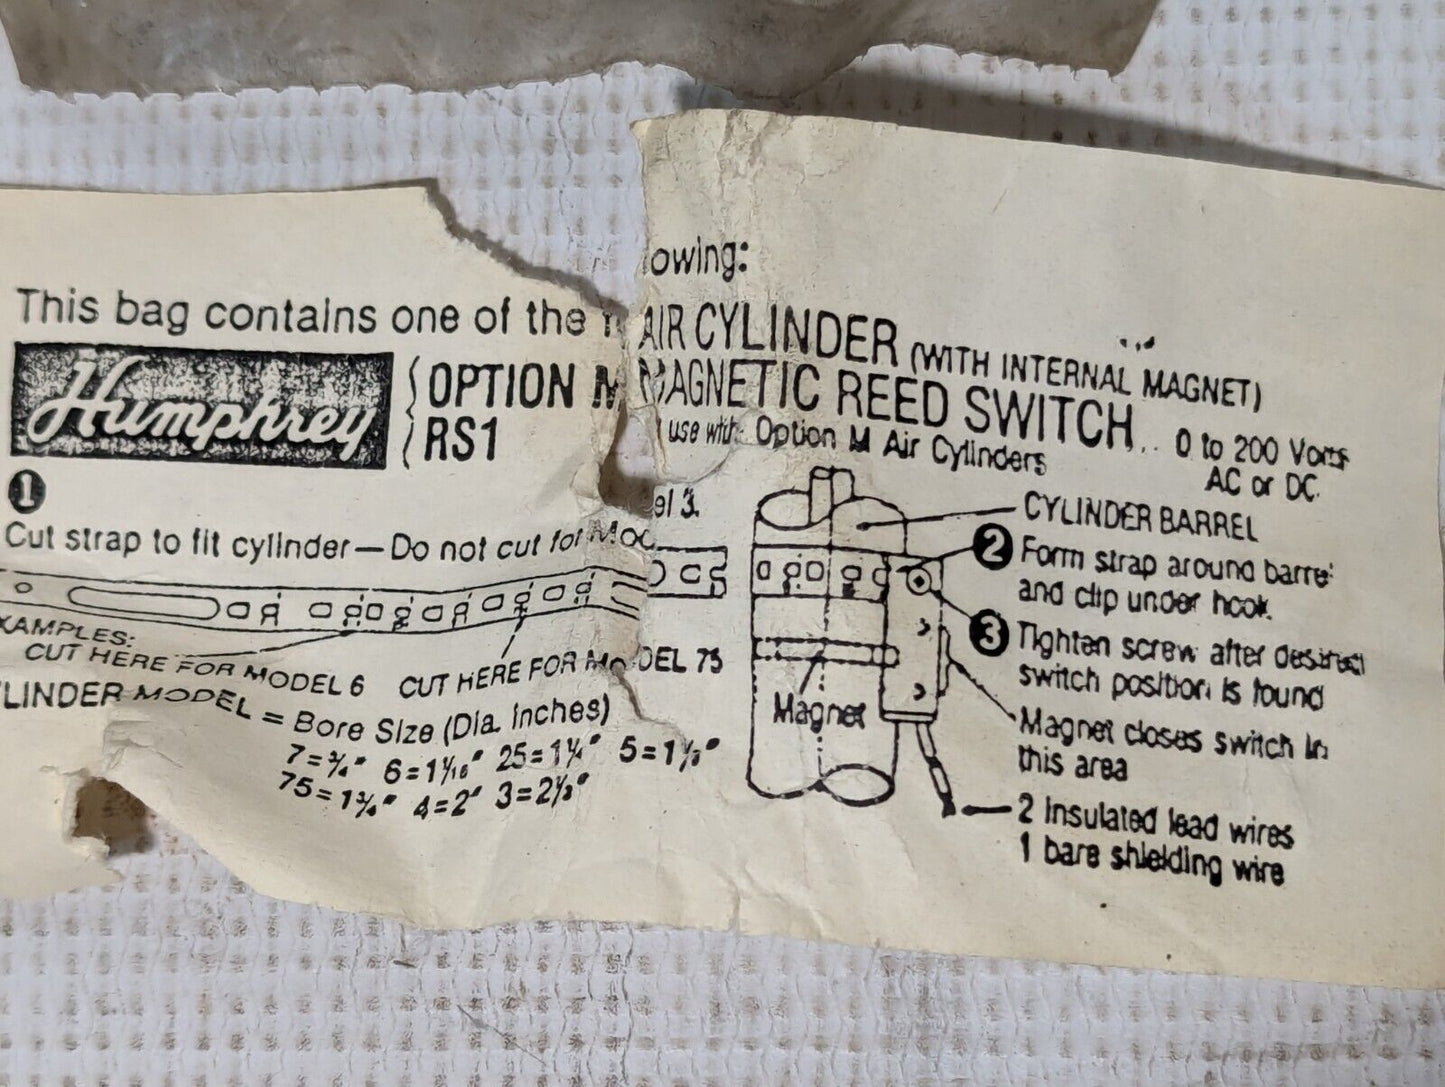 This bag contains one of the f
lowing:
Humphrey
OPTION M AIR CYLINDER (WITH INTERNAL MAGNET)
RS1 MAGNETIC REED SWITCH.. 0 to 200 Volts
AC or DC.
use with Option M Air Cylinders
1
Cut strap to fit cylinder—Do not cut for Model 3.
XAMPLES:
CUT HERE FOR MODEL 6
CUT HERE FOR MODEL 75
LINDER MODEL = Bore Size (Dia. Inches)
7=¾" 6=1 1/16" 25=1¼" 5=1½"
75=1¾" 4=2" 3=2½"
CYLINDER BARREL
2 Form strap around barrel
and clip under hook.
3 Tighten screw after desired
switch position is found
Magnet
Magnet closes switch in
this area
2 Insulated lead wires
1 bare shielding wire